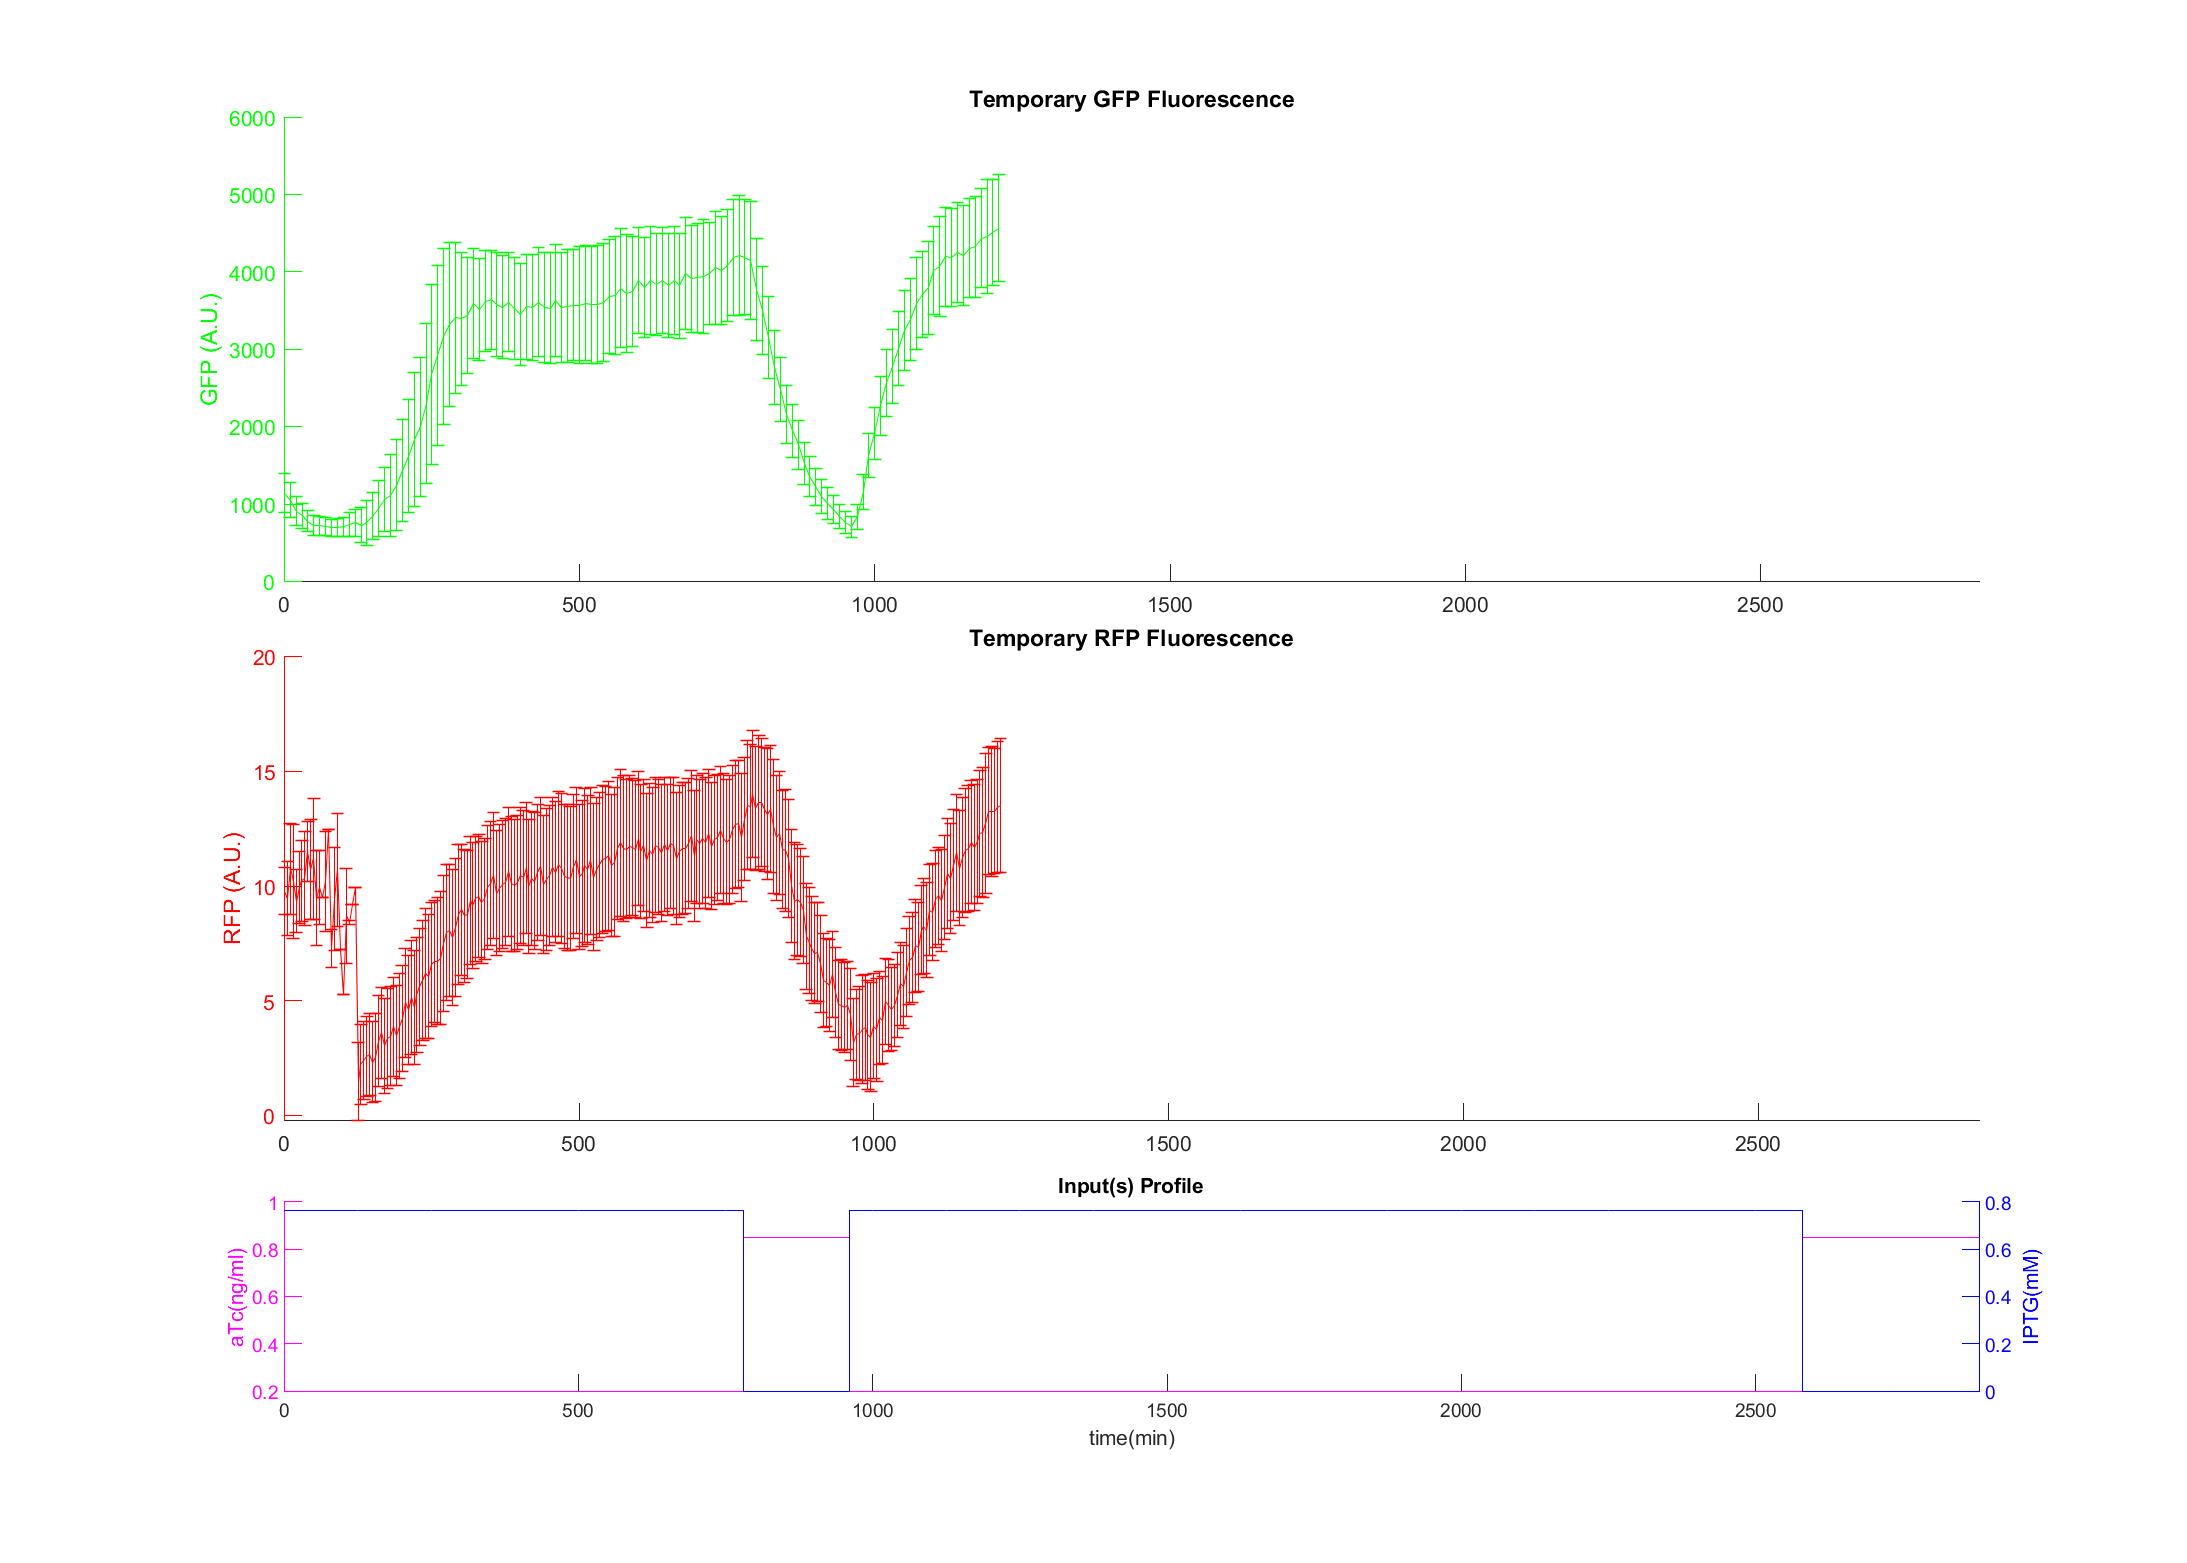 Temporary GFP Fluorescence
6000
5000
4000
3000
2000
1000
0
GFP (A.U.)
0 500 1000 1500 2000 2500
Temporary RFP Fluorescence
20
15
10
5
0
RFP (A.U.)
0 500 1000 1500 2000 2500
Input(s) Profile
1
0.8
0.6
0.4
0.2
aTc(ng/ml)
0.8
0.6
0.4
0.2
0
IPTG(mM)
0 500 1000 1500 2000 2500
time(min)